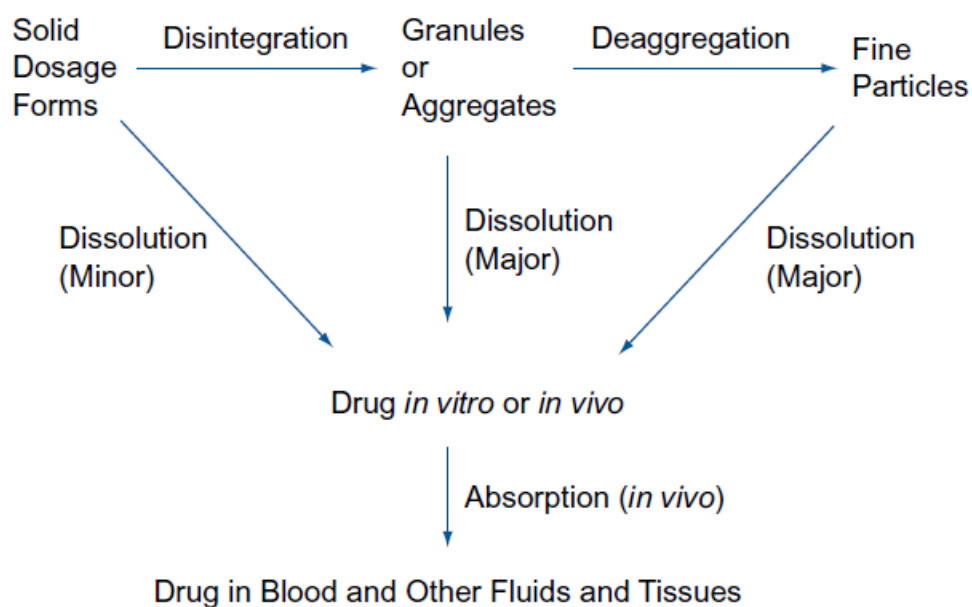 Solid
Dosage
Forms
Disintegration
Granules
or
Aggregates
Deaggregation
Fine
Particles
Dissolution
(Minor)
Dissolution
(Major)
Dissolution
(Major)
Drug in vitro or in vivo
Absorption (in vivo)
Drug in Blood and Other Fluids and Tissues